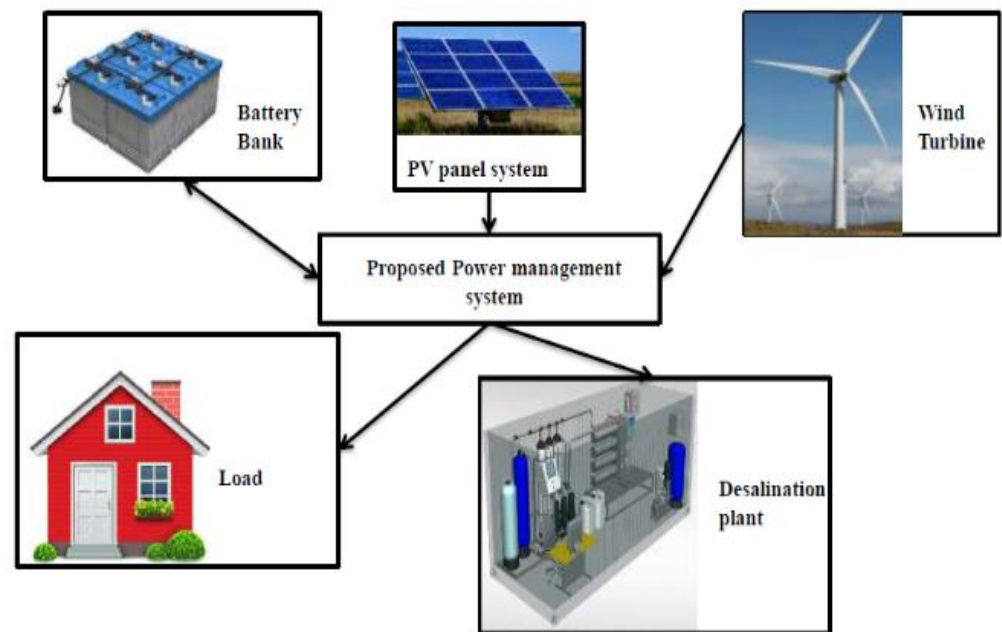 Battery
Bank
PV panel system
Wind
Turbine
Proposed Power management
system
Load
Desalination
plant